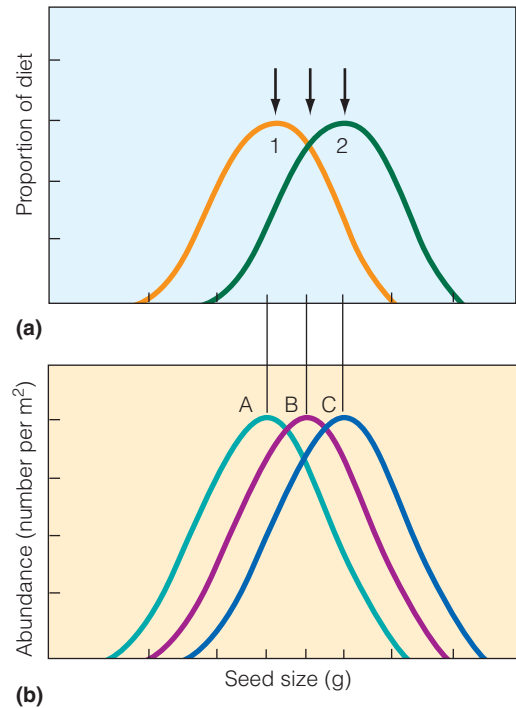 Proportion of diet
1
2
(a)
A
B
C
Abundance (number per m²)
Seed size (g)
(b)